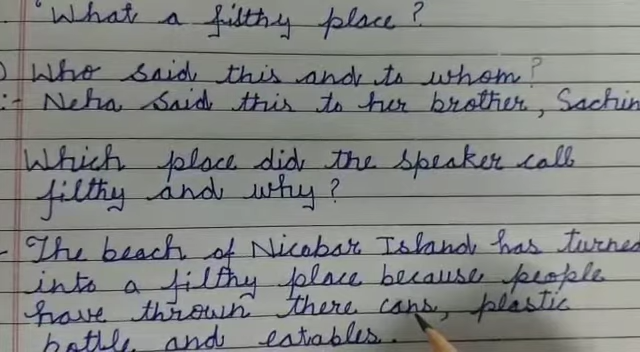 "What a filthy place?
) Who said this and to whom?
:- Neha said this to her brother, Sachin
Which place did the speaker call
filthy and why?
- The beach of Nicobar Island has turned
into a filthy place because people
have thrown there cans, plastic
bottle and eatables.